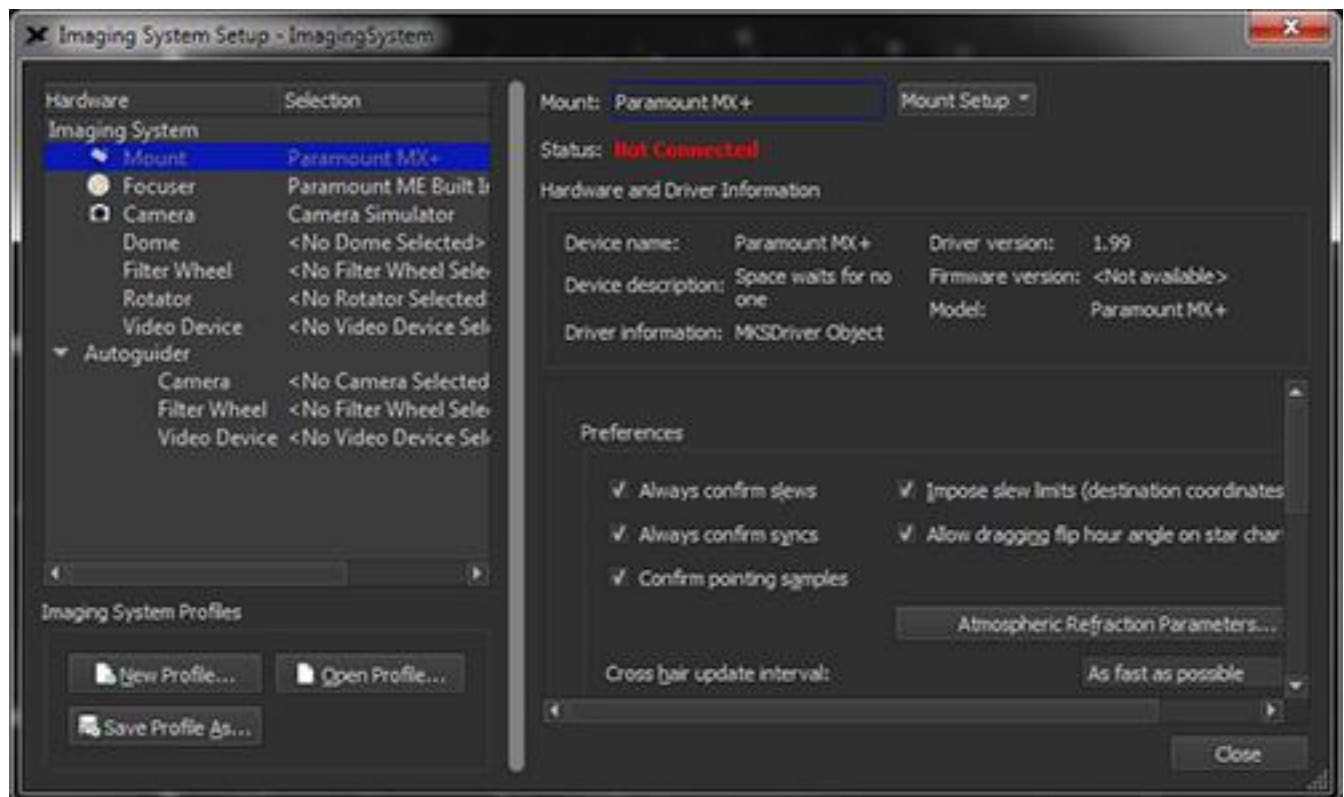 Imaging System Setup - ImagingSystem
Hardware Selection
Imaging System
Mount Paramount MX+
Focuser Paramount ME Built I
Camera Camera Simulator
Dome <No Dome Selected>
Filter Wheel <No Filter Wheel Sele
Rotator <No Rotator Selected
Video Device <No Video Device Sel
Autoguider
Camera <No Camera Selected
Filter Wheel <No Filter Wheel Sele
Video Device <No Video Device Sel
Imaging System Profiles
New Profile... Open Profile...
Save Profile As...
Mount: Paramount MX+ Mount Setup
Status: Not Connected
Hardware and Driver Information
Device name: Paramount MX+ Driver version: 1.99
Device description: Space waits for no one Firmware version: <Not available>
Model: Paramount MX+
Driver information: MKSDriver Object
Preferences
Always confirm slews Impose slew limits (destination coordinates
Always confirm syncs Allow dragging flip hour angle on star char
Confirm pointing samples
Atmospheric Refraction Parameters...
Cross hair update interval: As fast as possible
Close